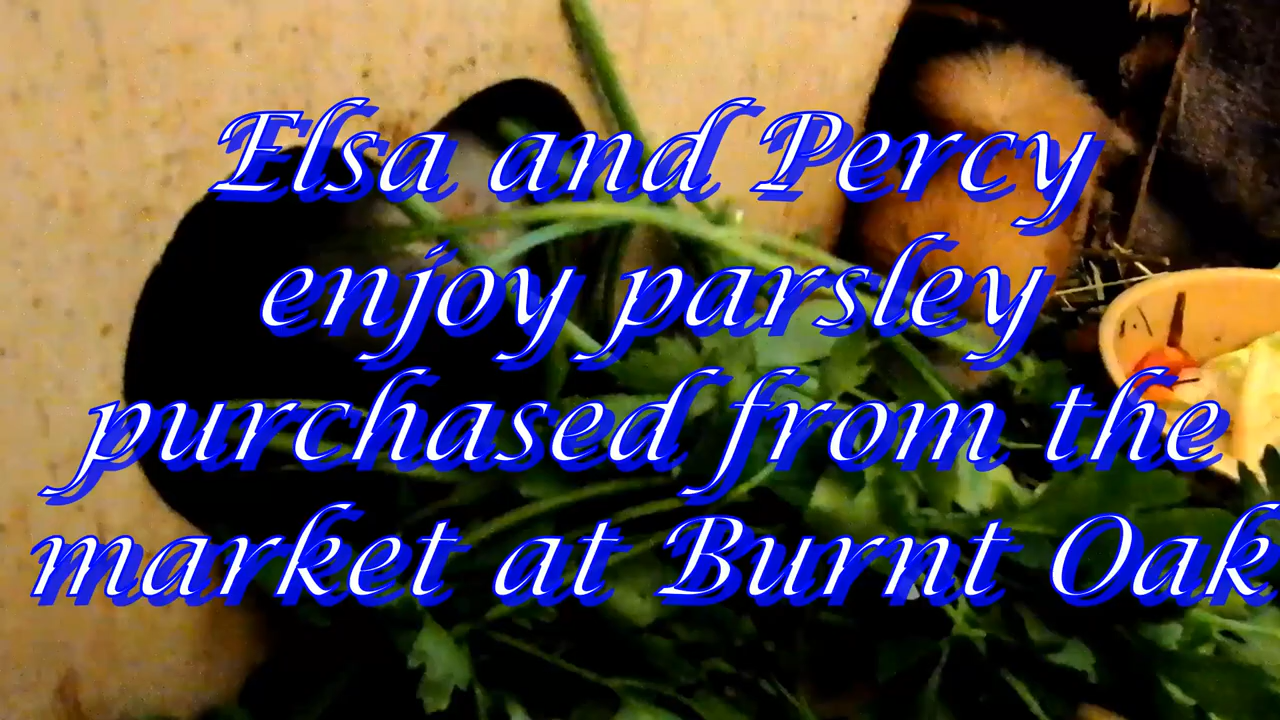 Elsa and Percy
enjoy parsley
purchased from the
market at Burnt Oak